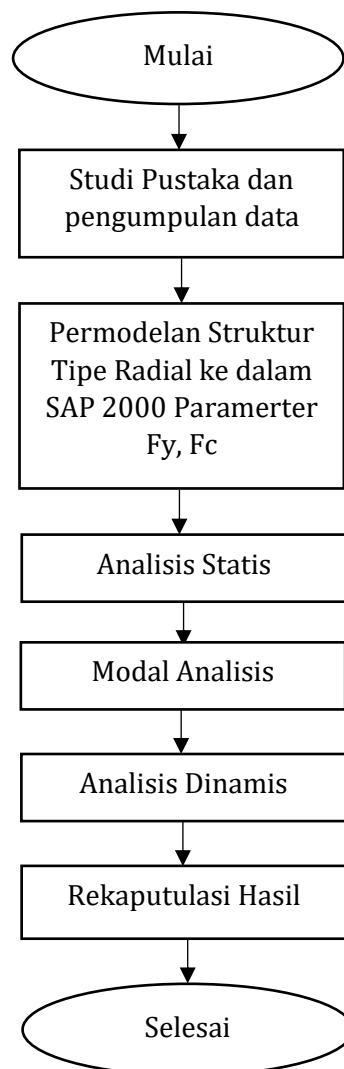 Mulai
Studi Pustaka dan
pengumpulan data
Permodelan Struktur
Tipe Radial ke dalam
SAP 2000 Paramerter
Fy, Fc
Analisis Statis
Modal Analisis
Analisis Dinamis
Rekaputulasi Hasil
Selesai